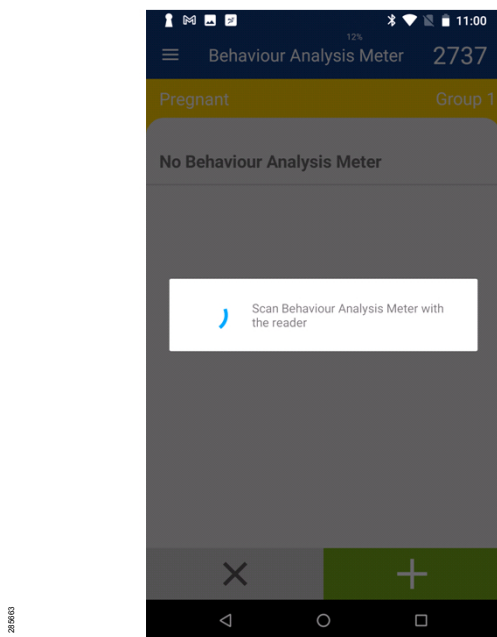 11:00
12%
Behaviour Analysis Meter 2737
Pregnant Group 1
No Behaviour Analysis Meter
Scan Behaviour Analysis Meter with
the reader
285663